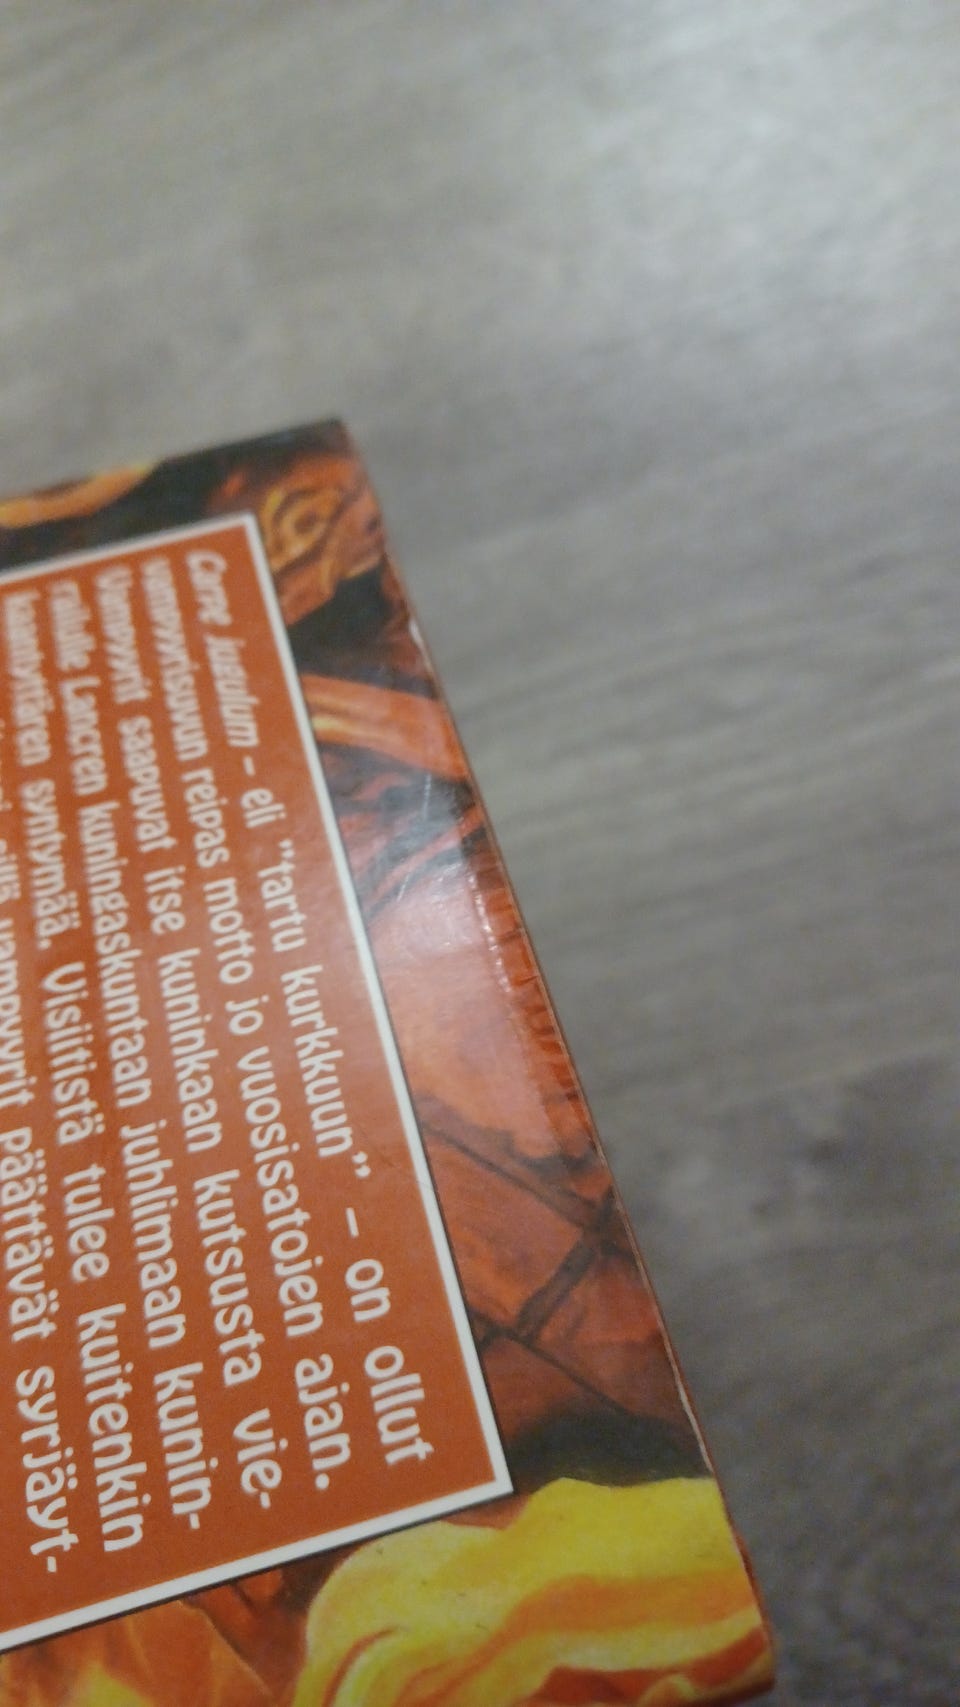 Carpe Jugulum – eli ”Tartu kurkkuun” – on ollut
vampyyrisuvun reipas motto jo vuosisatojen ajan.
Vampyyrit saapuvat itse kuninkaan kutsusta vie-
raiksi Lancren kuningaskuntaan juhlimaan kunin-
kaantyttären syntymää. Visiitistä tulee kuitenkin
sillä vampyyrit päättävät syrjäyt-